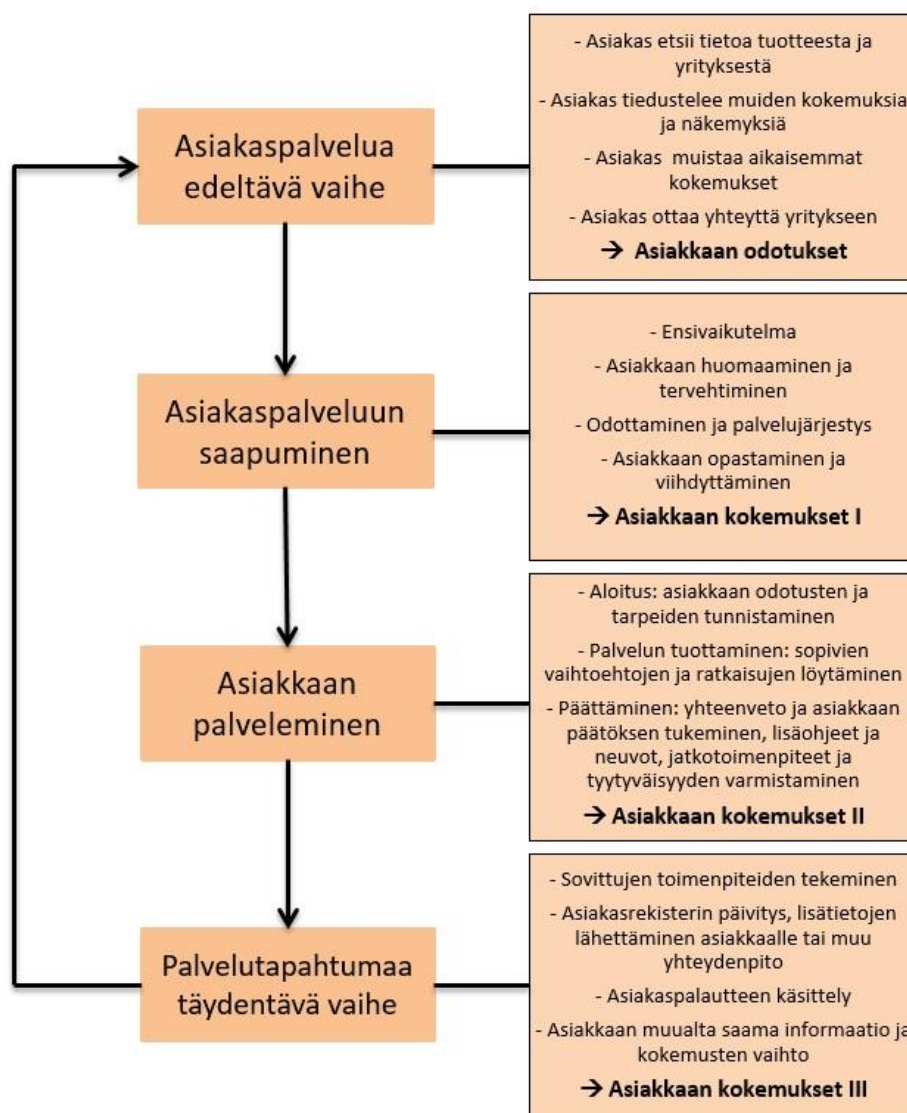 Asiakaspalvelua
edeltävä vaihe
- Asiakas etsii tietoa tuotteesta ja
yrityksestä
- Asiakas tiedustelee muiden kokemuksia
ja näkemyksiä
- Asiakas muistaa aikaisemmat
kokemukset
- Asiakas ottaa yhteyttä yritykseen
→ Asiakkaan odotukset
Asiakaspalveluun
saapuminen
- Ensivaikutelma
- Asiakkaan huomaaminen ja
tervehtiminen
- Odottaminen ja palvelujärjestys
- Asiakkaan opastaminen ja
viihdyttäminen
→ Asiakkaan kokemukset I
Asiakkaan
palveleminen
- Aloitus: asiakkaan odotusten ja
tarpeiden tunnistaminen
- Palvelun tuottaminen: sopivien
vaihtoehtojen ja ratkaisujen löytäminen
- Päättäminen: yhteenveto ja asiakkaan
päätöksen tukeminen, lisäohjeet ja
neuvot, jatkotoimenpiteet ja
tyytyväisyyden varmistaminen
→ Asiakkaan kokemukset II
Palvelutapahtumaa
täydentävä vaihe
- Sovittujen toimenpiteiden tekeminen
- Asiakasrekisterin päivitys, lisätietojen
lähettäminen asiakkaalle tai muu
yhteydenpito
- Asiakaspalautteen käsittely
- Asiakkaan muualta saama informaatio ja
kokemusten vaihto
→ Asiakkaan kokemukset III